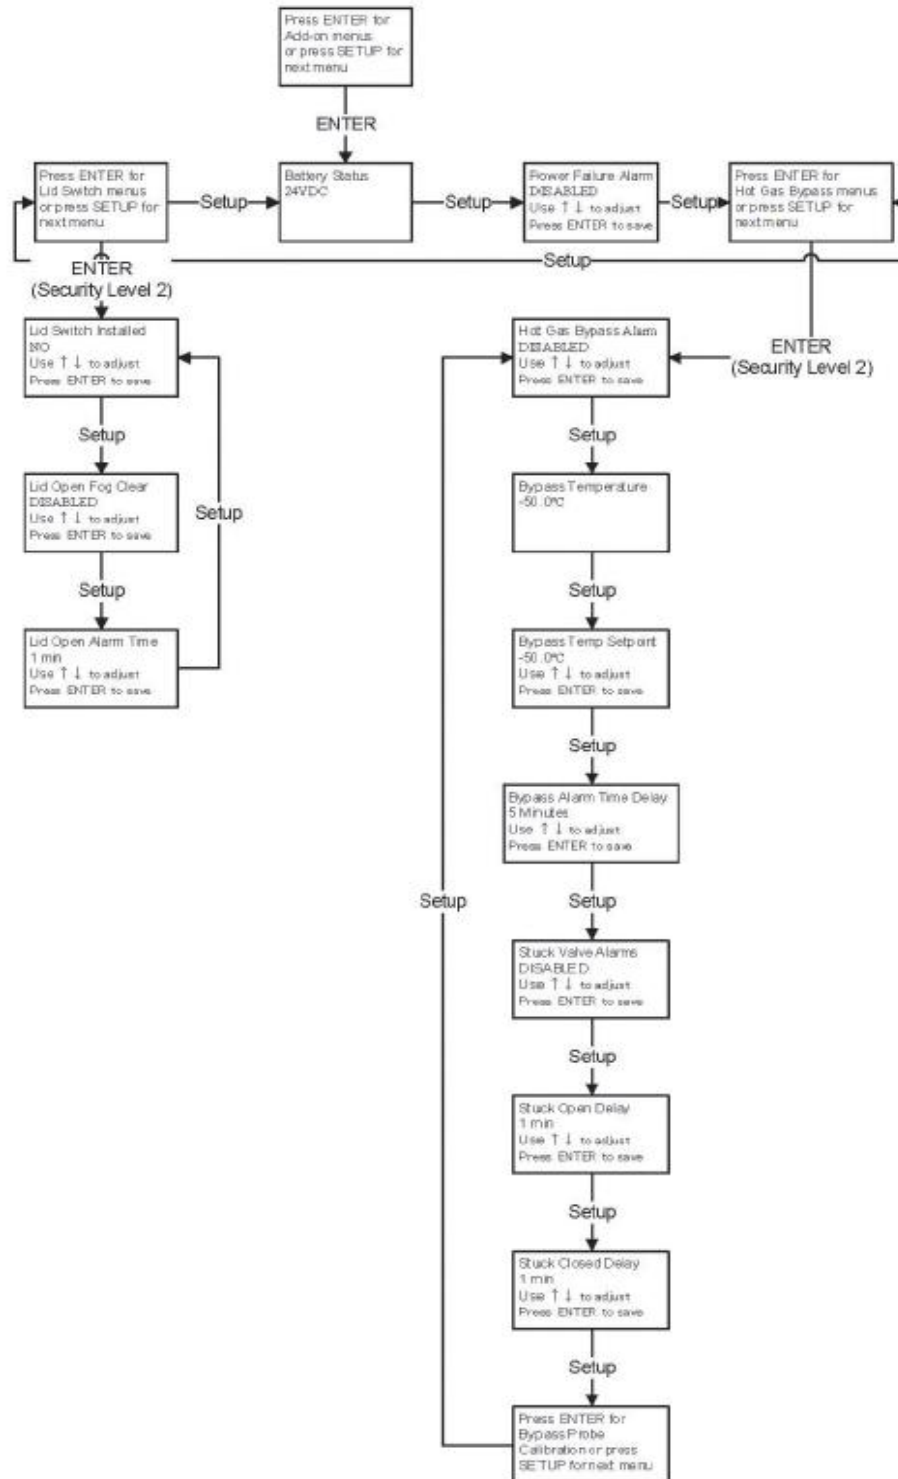 Press ENTER for
Add-on menus
or press SETUP for
next menu
ENTER
Press ENTER for
Lid Switch menus
or press SETUP for
next menu
Setup
Battery Status
24VDC
Setup
Power Failure Alarm
DISABLED
Use ↑ ↓ to adjust
Press ENTER to save
Setup
Press ENTER for
Hot Gas Bypass menus
or press SETUP for
next menu
Setup
ENTER
(Security Level 2)
Lid Switch Installed
NO
Use ↑ ↓ to adjust
Press ENTER to save
Setup
Lid Open Fog Clear
DISABLED
Use ↑ ↓ to adjust
Press ENTER to save
Setup
Setup
Lid Open Alarm Time
1 min
Use ↑ ↓ to adjust
Press ENTER to save
ENTER
(Security Level 2)
Hot Gas Bypass Alarm
DISABLED
Use ↑ ↓ to adjust
Press ENTER to save
Setup
Bypass Temperature
-50.0°C
Setup
Bypass Temp Setpoint
-50.0°C
Use ↑ ↓ to adjust
Press ENTER to save
Setup
Bypass Alarm Time Delay
5 Minutes
Use ↑ ↓ to adjust
Press ENTER to save
Setup
Setup
Stuck Valve Alarms
DISABLED
Use ↑ ↓ to adjust
Press ENTER to save
Setup
Stuck Open Delay
1 min
Use ↑ ↓ to adjust
Press ENTER to save
Setup
Stuck Closed Delay
1 min
Use ↑ ↓ to adjust
Press ENTER to save
Setup
Press ENTER for
Bypass Probe
Calibration or press
SETUP for next menu